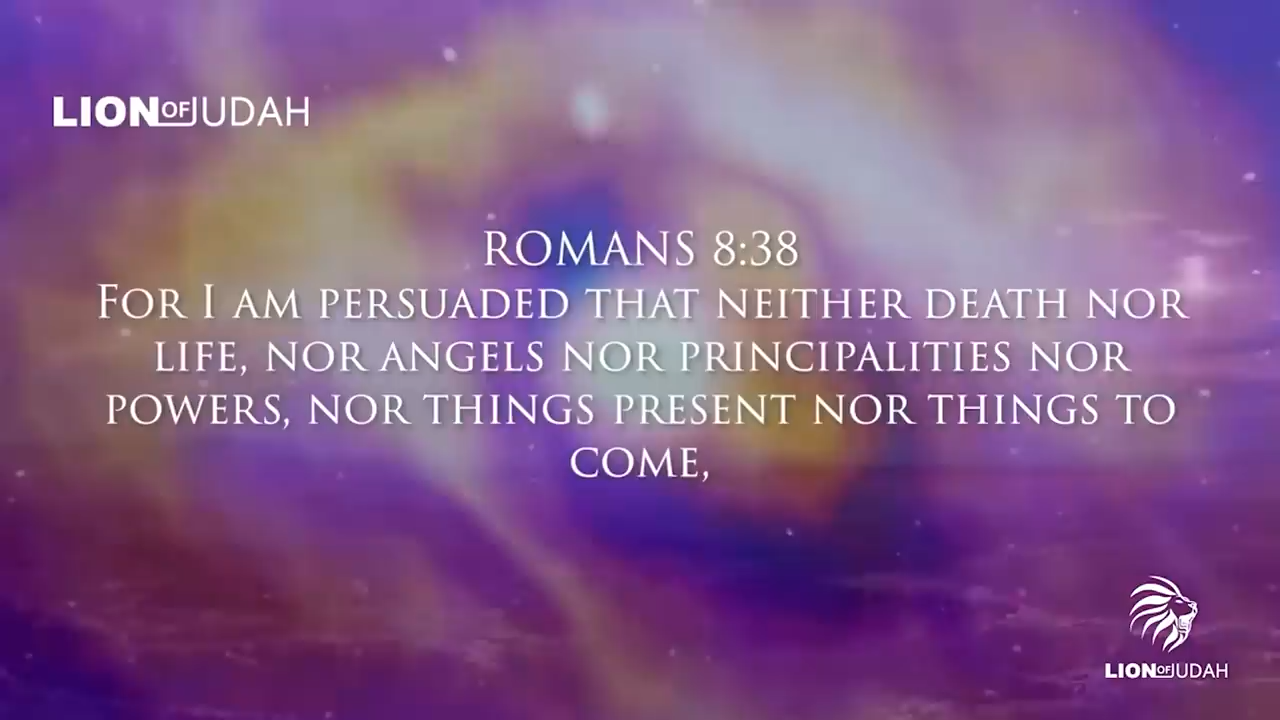 LION OF JUDAH
ROMANS 8:38
FOR I AM PERSUADED THAT NEITHER DEATH NOR
LIFE, NOR ANGELS NOR PRINCIPALITIES NOR
POWERS, NOR THINGS PRESENT NOR THINGS TO
COME,
LION OF JUDAH